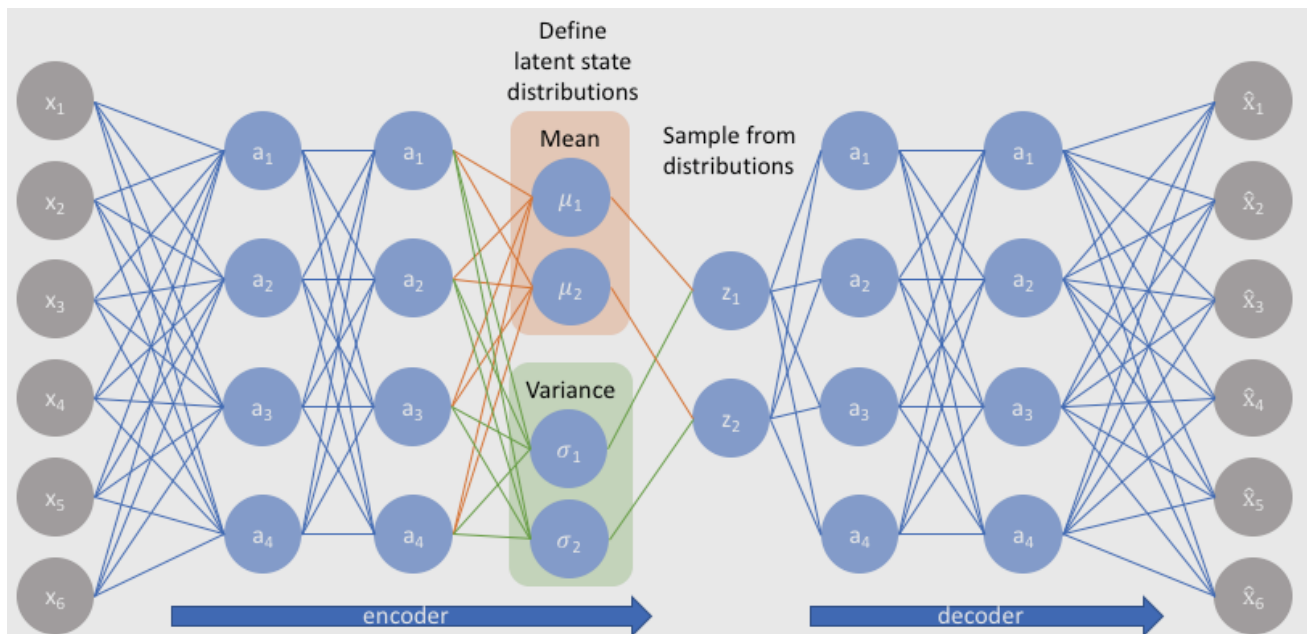 Define
latent state
distributions
Mean
Sample from
distributions
Variance
x₁
x₂
x₃
x₄
x₅
x₆
a₁
a₂
a₃
a₄
a₁
a₂
a₃
a₄
μ₁
μ₂
σ₁
σ₂
z₁
z₂
a₁
a₂
a₃
a₄
a₁
a₂
a₃
a₄
x̂₁
x̂₂
x̂₃
x̂₄
x̂₅
x̂₆
encoder
decoder